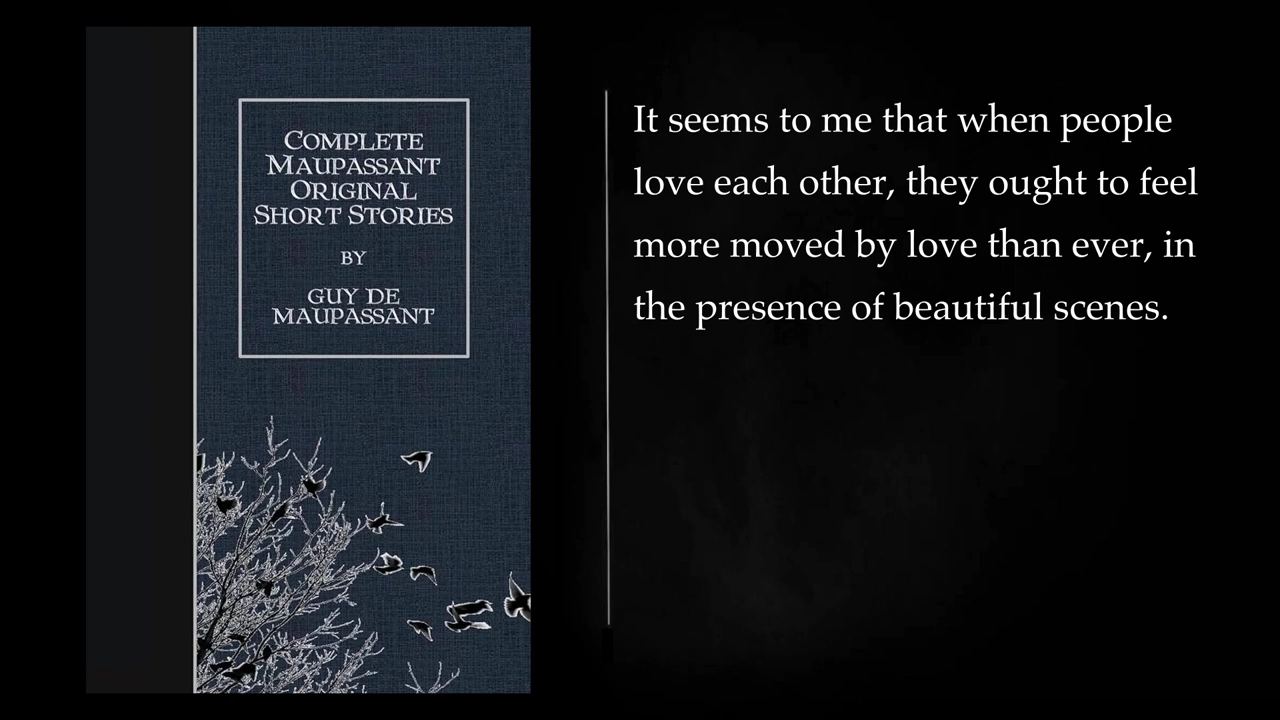 COMPLETE
MAUPASSANT
ORIGINAL
SHORT STORIES
BY
GUY DE
MAUPASSANT
It seems to me that when people
love each other, they ought to feel
more moved by love than ever, in
the presence of beautiful scenes.